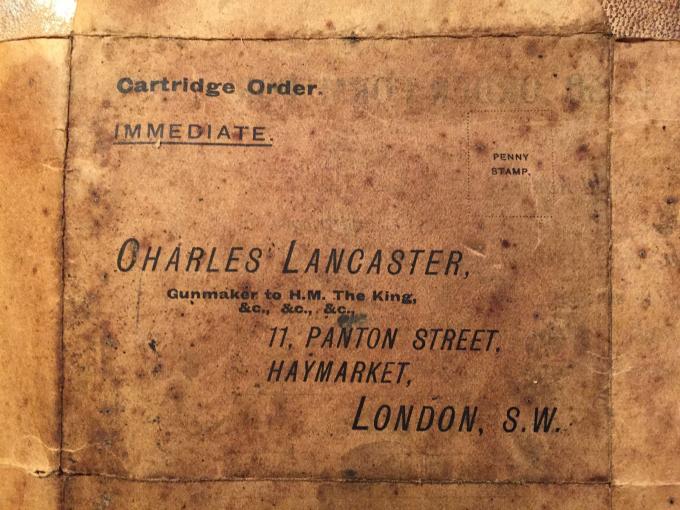 Cartridge Order.
IMMEDIATE.
PENNY
STAMP.
CHARLES LANCASTER,
Gunmaker to H.M. The King,
&c., &c., &c.,
11, PANTON STREET,
HAYMARKET,
LONDON, S.W.